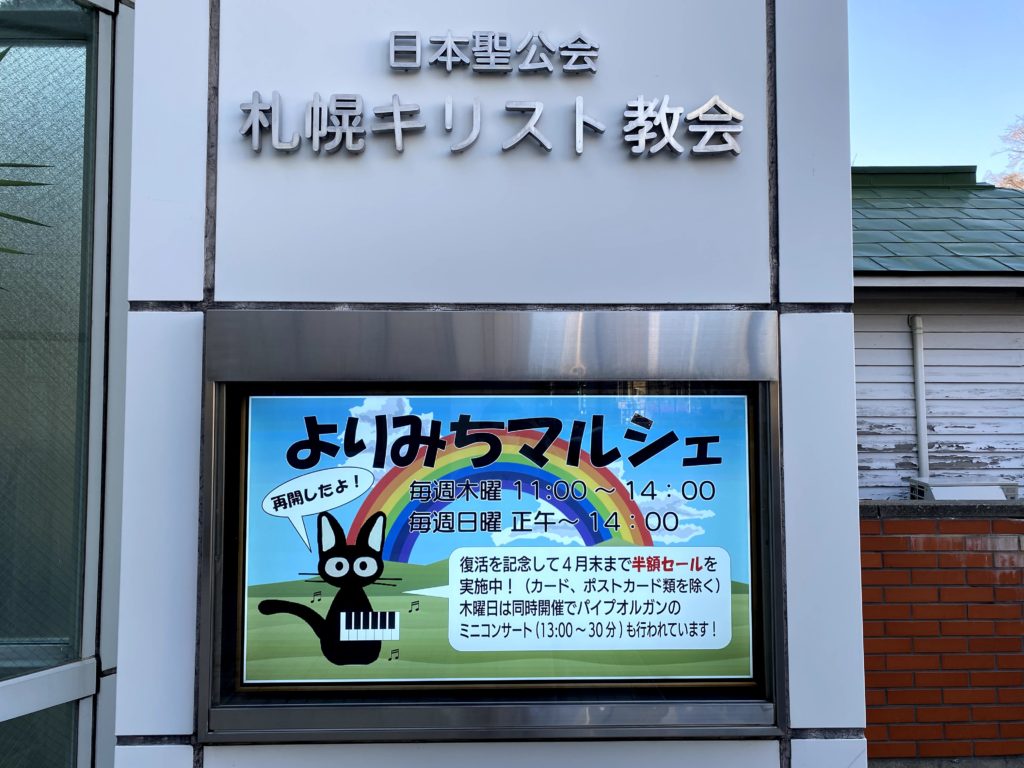 日本聖公会
札幌キリスト教会
よりみちマルシェ
再開したよ！
毎週木曜 11:00～14：00
毎週日曜 正午～14：00
復活を記念して４月末まで半額セールを
実施中！（カード、ポストカード類を除く）
木曜日は同時開催でパイプオルガンの
ミニコンサート(13:00～30分)も行われています！